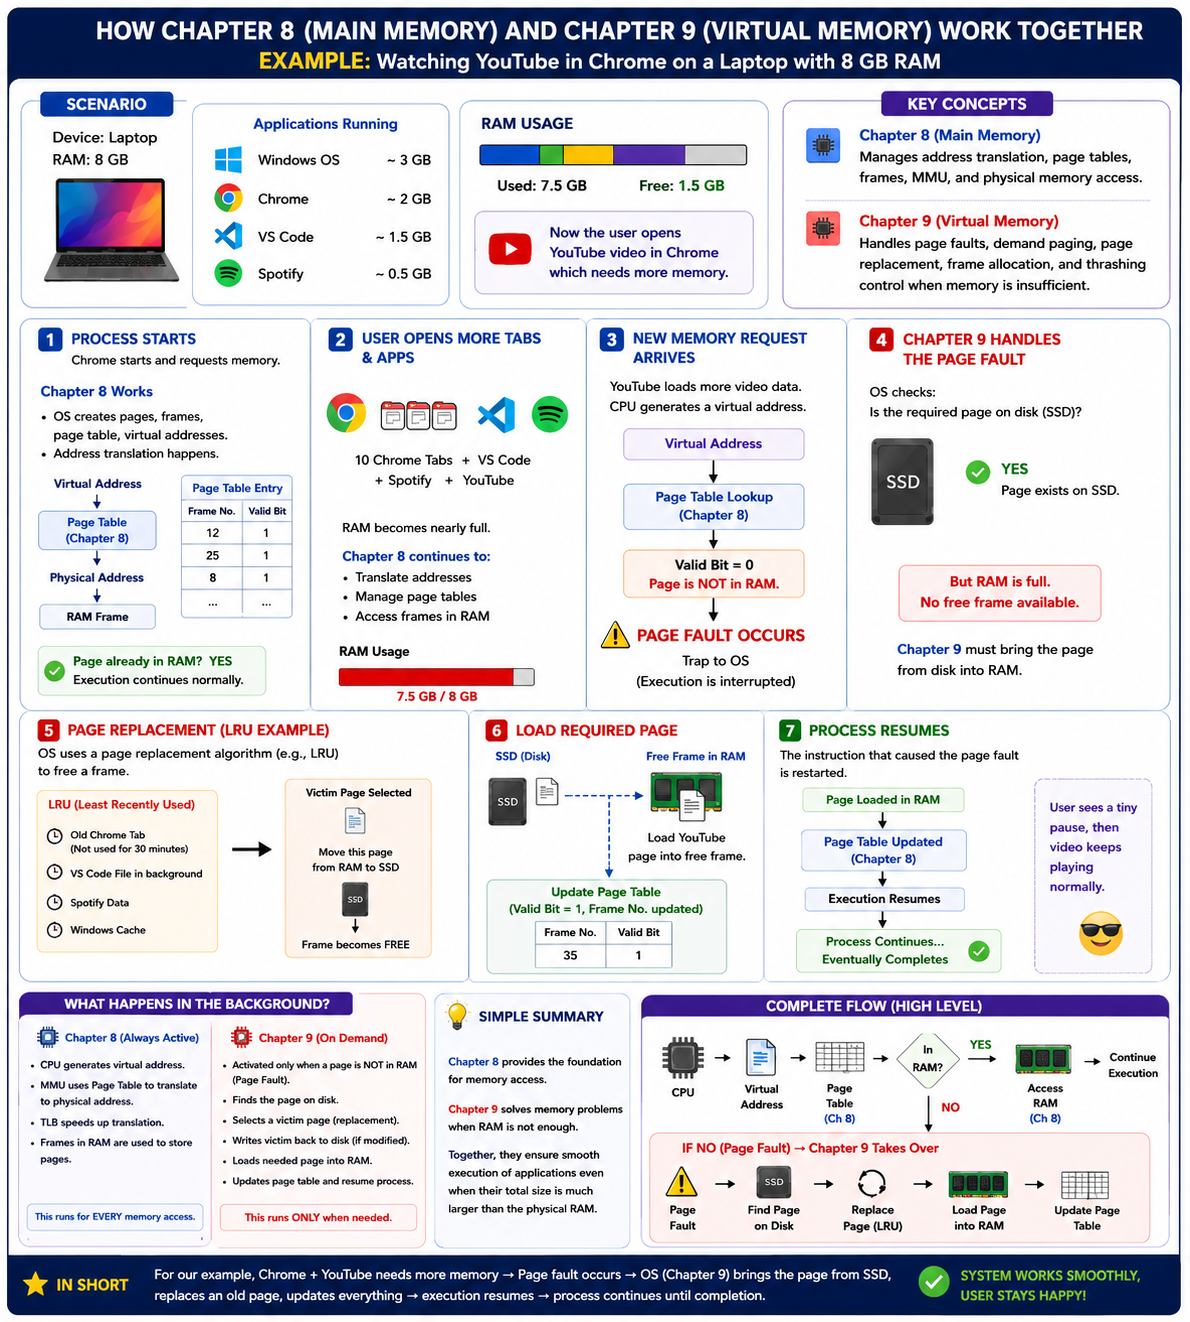 HOW CHAPTER 8 (MAIN MEMORY) AND CHAPTER 9 (VIRTUAL MEMORY) WORK TOGETHER
EXAMPLE: Watching YouTube in Chrome on a Laptop with 8 GB RAM
SCENARIO
Device: Laptop
RAM: 8 GB
Applications Running
Windows OS ~ 3 GB
Chrome ~ 2 GB
VS Code ~ 1.5 GB
Spotify ~ 0.5 GB
RAM USAGE
Used: 7.5 GB Free: 1.5 GB
Now the user opens
YouTube video in Chrome
which needs more memory.
KEY CONCEPTS
Chapter 8 (Main Memory)
Manages address translation, page tables,
frames, MMU, and physical memory access.
Chapter 9 (Virtual Memory)
Handles page faults, demand paging, page
replacement, frame allocation, and thrashing
control when memory is insufficient.
1 PROCESS STARTS
Chrome starts and requests memory.
Chapter 8 Works
• OS creates pages, frames,
page table, virtual addresses.
• Address translation happens.
Virtual Address
Page Table
(Chapter 8)
Physical Address
RAM Frame
Page Table Entry
Frame No. Valid Bit
12 1
25 1
8 1
... ...
Page already in RAM? YES
Execution continues normally.
2 USER OPENS MORE TABS
& APPS
10 Chrome Tabs + VS Code
+ Spotify + YouTube
RAM becomes nearly full.
Chapter 8 continues to:
• Translate addresses
• Manage page tables
• Access frames in RAM
RAM Usage
7.5 GB / 8 GB
3 NEW MEMORY REQUEST
ARRIVES
YouTube loads more video data.
CPU generates a virtual address.
Virtual Address
Page Table Lookup
(Chapter 8)
Valid Bit = 0
Page is NOT in RAM.
PAGE FAULT OCCURS
Trap to OS
(Execution is interrupted)
4 CHAPTER 9 HANDLES
THE PAGE FAULT
OS checks:
Is the required page on disk (SSD)?
SSD
YES
Page exists on SSD.
But RAM is full.
No free frame available.
Chapter 9 must bring the page
from disk into RAM.
5 PAGE REPLACEMENT (LRU EXAMPLE)
OS uses a page replacement algorithm (e.g., LRU)
to free a frame.
LRU (Least Recently Used)
Old Chrome Tab
(Not used for 30 minutes)
VS Code File in background
Spotify Data
Windows Cache
Victim Page Selected
Move this page
from RAM to SSD
SSD
Frame becomes FREE
6 LOAD REQUIRED PAGE
SSD (Disk) Free Frame in RAM
SSD
Load YouTube
page into free frame.
Update Page Table
(Valid Bit = 1, Frame No. updated)
Frame No. Valid Bit
35 1
7 PROCESS RESUMES
The instruction that caused the page fault
is restarted.
Page Loaded in RAM
Page Table Updated
(Chapter 8)
Execution Resumes
Process Continues...
Eventually Completes
User sees a tiny
pause, then
video keeps
playing
normally.
WHAT HAPPENS IN THE BACKGROUND?
Chapter 8 (Always Active)
• CPU generates virtual address.
• MMU uses Page Table to translate
to physical address.
• TLB speeds up translation.
• Frames in RAM are used to store
pages.
This runs for EVERY memory access.
Chapter 9 (On Demand)
• Activated only when a page is NOT in RAM
(Page Fault).
• Finds the page on disk.
• Selects a victim page (replacement).
• Writes victim back to disk (if modified).
• Loads needed page into RAM.
• Updates page table and resume process.
This runs ONLY when needed.
SIMPLE SUMMARY
Chapter 8 provides the foundation
for memory access.
Chapter 9 solves memory problems
when RAM is not enough.
Together, they ensure smooth
execution of applications even
when their total size is much
larger than the physical RAM.
COMPLETE FLOW (HIGH LEVEL)
CPU
Virtual
Address
Page
Table
(Ch 8)
In
RAM?
YES
Access
RAM
(Ch 8)
Continue
Execution
NO
IF NO (Page Fault) → Chapter 9 Takes Over
Page
Fault
SSD
Find Page
on Disk
Replace
Page (LRU)
Load Page
into RAM
Update Page
Table
IN SHORT
For our example, Chrome + YouTube needs more memory → Page fault occurs → OS (Chapter 9) brings the page from SSD,
replaces an old page, updates everything → execution resumes → process continues until completion.
SYSTEM WORKS SMOOTHLY,
USER STAYS HAPPY!